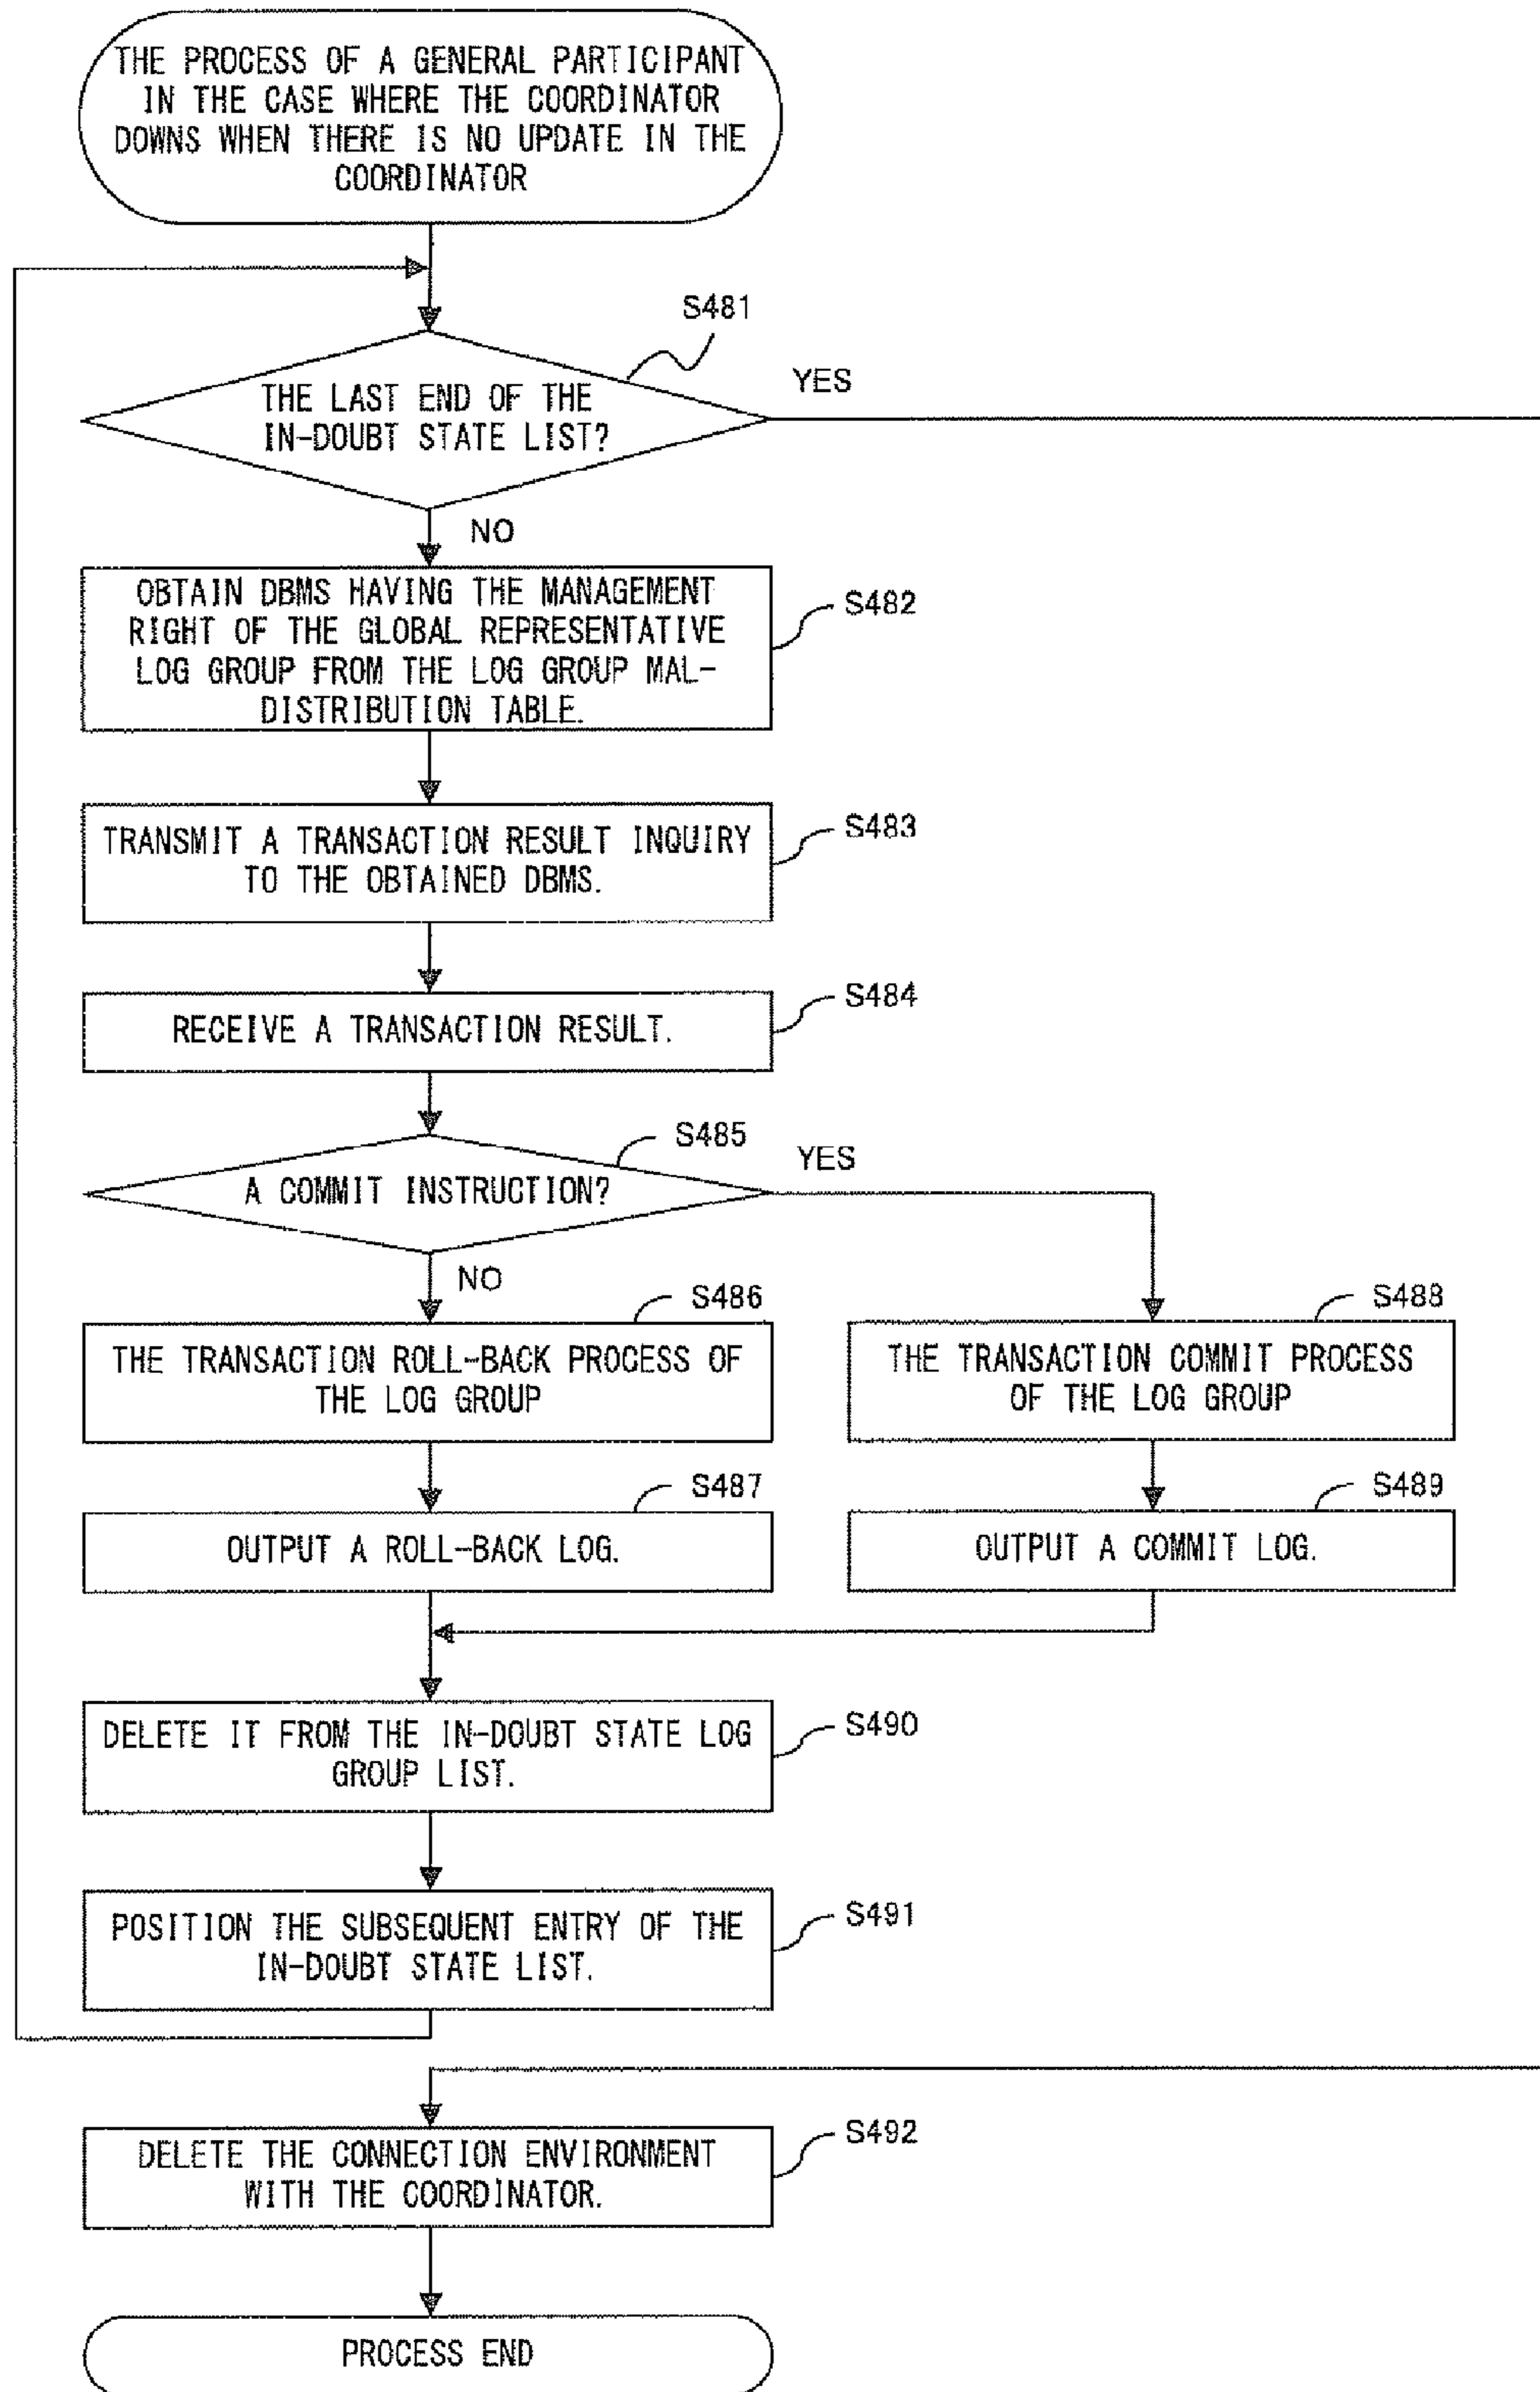 THE PROCESS OF A GENERAL PARTICIPANT
IN THE CASE WHERE THE COORDINATOR
DOWNS WHEN THERE IS NO UPDATE IN THE
COORDINATOR
S481
THE LAST END OF THE
IN-DOUBT STATE LIST?
YES
NO
OBTAIN DBMS HAVING THE MANAGEMENT
RIGHT OF THE GLOBAL REPRESENTATIVE
LOG GROUP FROM THE LOG GROUP MAL-
DISTRIBUTION TABLE.
S482
TRANSMIT A TRANSACTION RESULT INQUIRY
TO THE OBTAINED DBMS.
S483
RECEIVE A TRANSACTION RESULT.
S484
S485
A COMMIT INSTRUCTION?
YES
NO
S486
THE TRANSACTION ROLL-BACK PROCESS OF
THE LOG GROUP
S488
THE TRANSACTION COMMIT PROCESS
OF THE LOG GROUP
S487
OUTPUT A ROLL-BACK LOG.
S489
OUTPUT A COMMIT LOG.
DELETE IT FROM THE IN-DOUBT STATE LOG
GROUP LIST.
S490
POSITION THE SUBSEQUENT ENTRY OF THE
IN-DOUBT STATE LIST.
S491
DELETE THE CONNECTION ENVIRONMENT
WITH THE COORDINATOR.
S492
PROCESS END